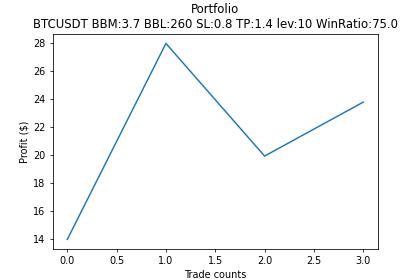 Portfolio
BTCUSDT BBM:3.7 BBL:260 SL:0.8 TP:1.4 lev:10 WinRatio:75.0
28
26
24
22
20
18
16
14
Profit ($)
0.0 0.5 1.0 1.5 2.0 2.5 3.0
Trade counts